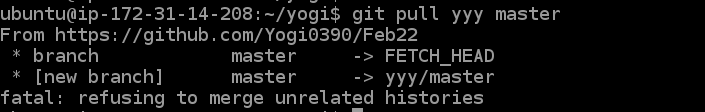 ubuntu@ip-172-31-14-208:~/yogi$ git pull yyy master
From https://github.com/Yogi0390/Feb22
 * branch            master     -> FETCH_HEAD
 * [new branch]      master     -> yyy/master
fatal: refusing to merge unrelated histories